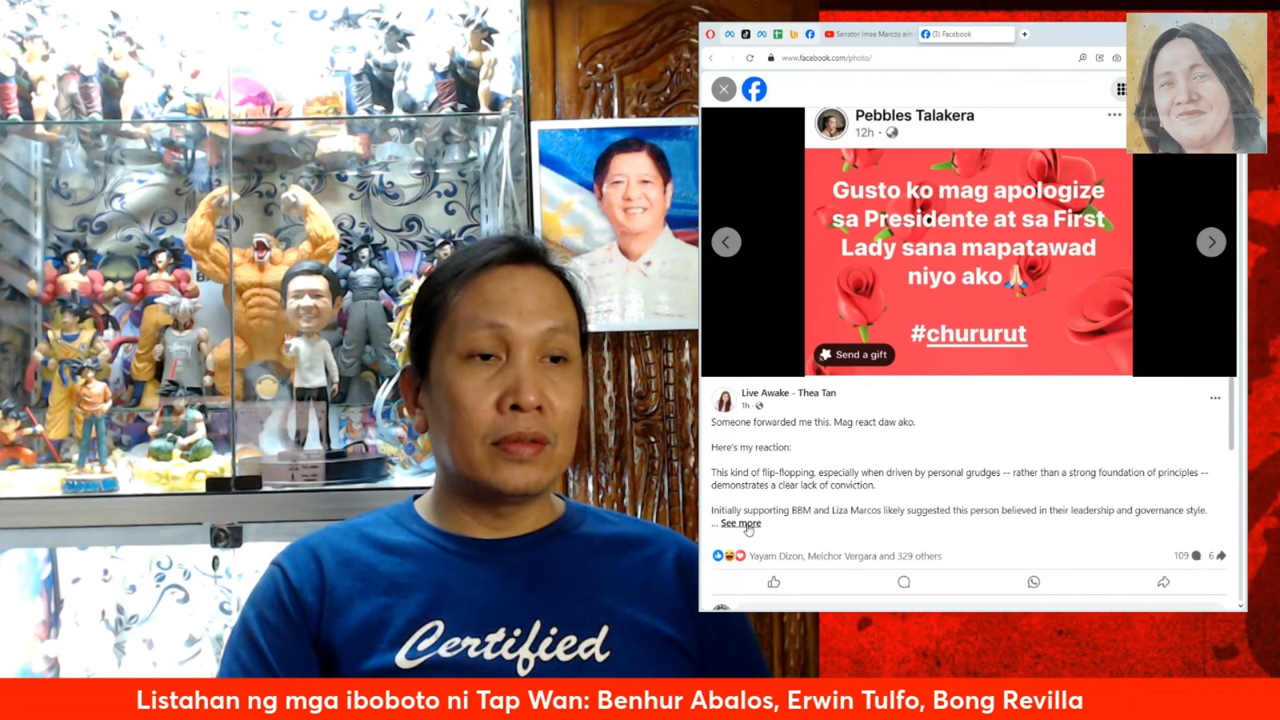 Senator Imee Marcos aim
(3) Facebook
www.facebook.com/photo/
Pebbles Talakera
12h
Gusto ko mag apologize
sa Presidente at sa First
Lady sana mapatawad
niyo ako🙏🏻
#chururut
Send a gift
Live Awake - Thea Tan
1h
Someone forwarded me this. Mag react daw ako.
Here's my reaction:
This kind of flip-flopping, especially when driven by personal grudges -- rather than a strong foundation of principles --
demonstrates a clear lack of conviction.
Initially supporting BBM and Liza Marcos likely suggested this person believed in their leadership and governance style.
... See more
Yayam Dizon, Melchor Vergara and 329 others
109
6
Certified
Listahan ng mga iboboto ni Tap Wan: Benhur Abalos, Erwin Tulfo, Bong Revilla